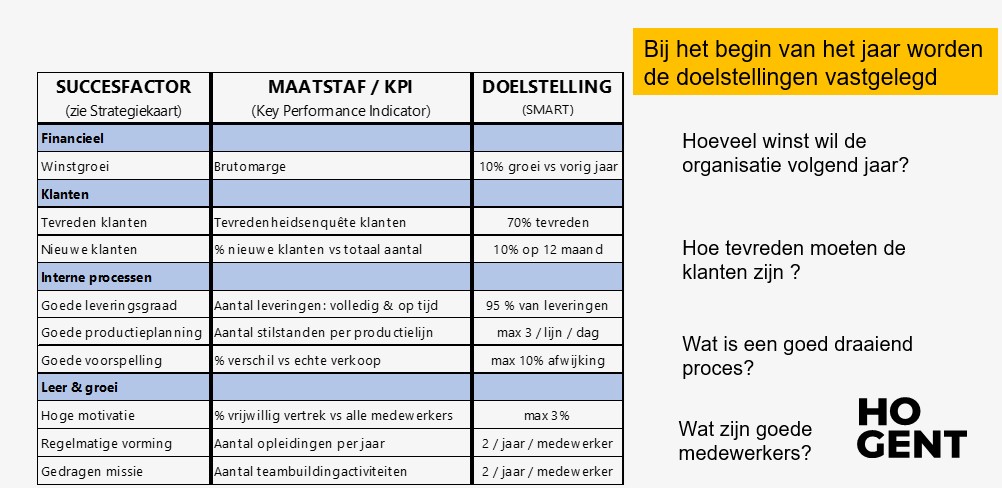 Bij het begin van het jaar worden
de doelstellingen vastgelegd
SUCCESFACTOR MAATSTAF / KPI DOELSTELLING
(zie Strategiekaart) (Key Performance Indicator) (SMART)
Financieel
Winstgroei Brutomarge 10% groei vs vorig jaar
Klanten
Tevreden klanten Tevredenheidsenquête klanten 70% tevreden
Nieuwe klanten % nieuwe klanten vs totaal aantal 10% op 12 maand
Interne processen
Goede leveringsgraad Aantal leveringen: volledig & op tijd 95 % van leveringen
Goede productieplanning Aantal stilstanden per productielijn max 3 / lijn / dag
Goede voorspelling % verschil vs echte verkoop max 10% afwijking
Leer & groei
Hoge motivatie % vrijwillig vertrek vs alle medewerkers max 3%
Regelmatige vorming Aantal opleidingen per jaar 2 / jaar / medewerker
Gedragen missie Aantal teambuildingactiviteiten 2 / jaar / medewerker
Hoeveel winst wil de
organisatie volgend jaar?
Hoe tevreden moeten de
klanten zijn ?
Wat is een goed draaiend
proces?
Wat zijn goede
medewerkers?
HO
GENT